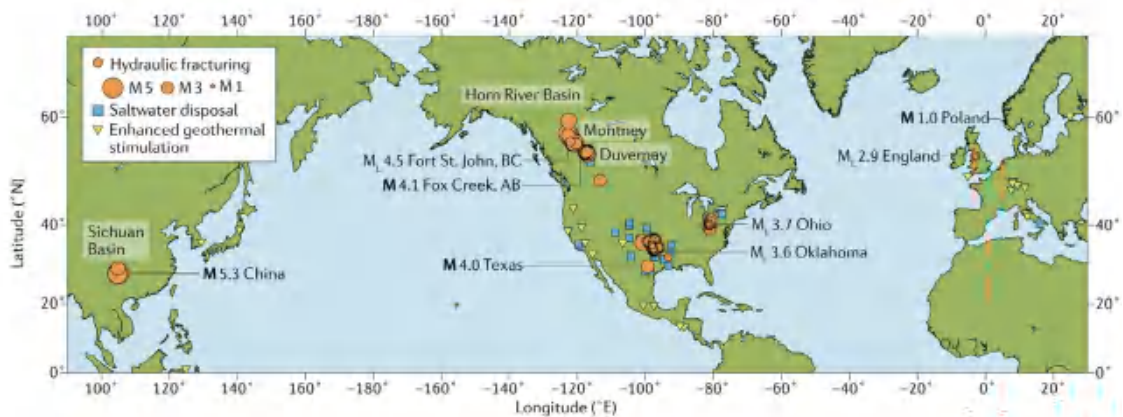 100 120 140 160 180 −160 −140 −120 −100 −80 −60 −40 −20 0° 20°
Hydraulic fracturing
M 5 M 3 M 1
Saltwater disposal
Enhanced geothermal
stimulation
Horn River Basin
Montney
Duvernay
M_L 4.5 Fort St. John, BC
M 4.1 Fox Creek, AB
M 1.0 Poland
M_L 2.9 England
M_L 3.7 Ohio
M_L 3.6 Oklahoma
M 4.0 Texas
Sichuan
Basin
M 5.3 China
Latitude (°N)
60°
40°
20°
0°
60°
40°
20°
0°
100° 120° 140° 160° 180° −160° −140° −120° −100° −80° −60° −40° −20° 0° 20°
Longitude (°E)